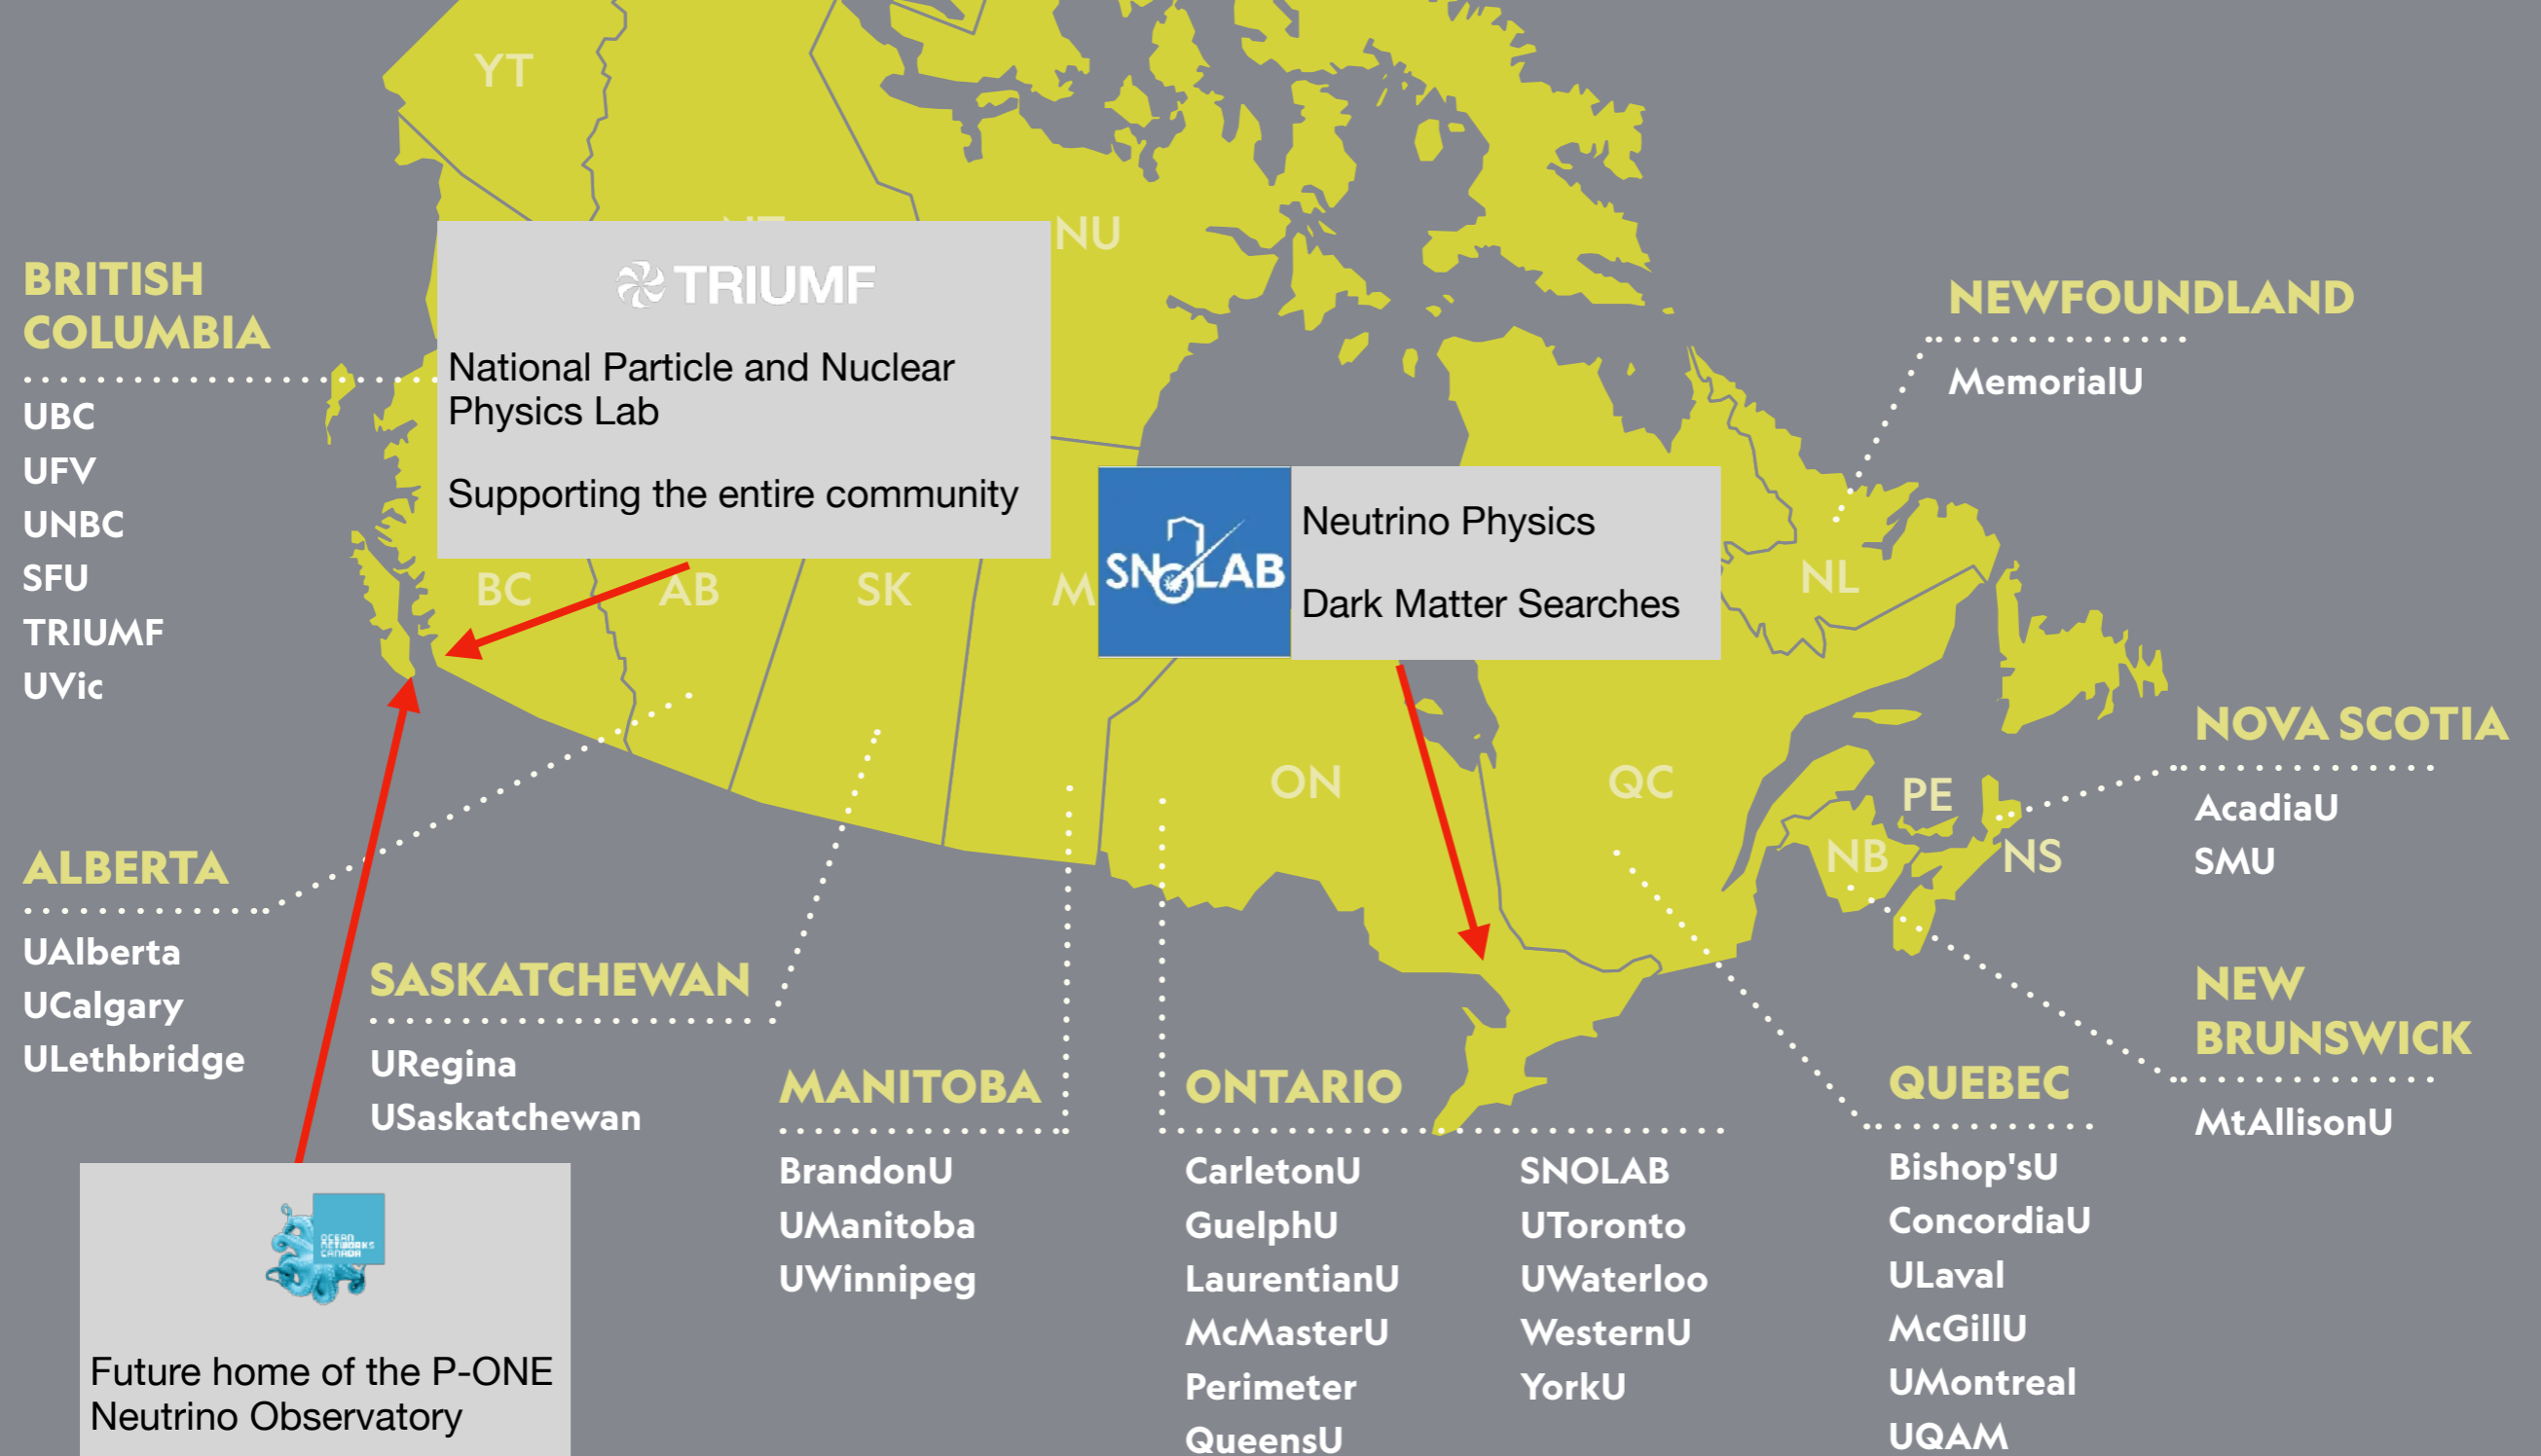 YT
NU
BRITISH
COLUMBIA
UBC
UFV
UNBC
SFU
TRIUMF
UVic
TRIUMF
National Particle and Nuclear
Physics Lab
Supporting the entire community
NEWFOUNDLAND
MemorialU
SNOLAB
Neutrino Physics
Dark Matter Searches
BC
AB
SK
M
NL
ON
QC
PE
NB
NS
NOVA SCOTIA
AcadiaU
SMU
ALBERTA
UAlberta
UCalgary
ULethbridge
SASKATCHEWAN
URegina
USaskatchewan
MANITOBA
BrandonU
UManitoba
UWinnipeg
ONTARIO
CarletonU
GuelphU
LaurentianU
McMasterU
Perimeter
QueensU
SNOLAB
UToronto
UWaterloo
WesternU
YorkU
QUEBEC
Bishop'sU
ConcordiaU
ULaval
McGillU
UMontreal
UQAM
NEW
BRUNSWICK
MtAllisonU
OCEAN
NETWORKS
CANADA
Future home of the P-ONE
Neutrino Observatory